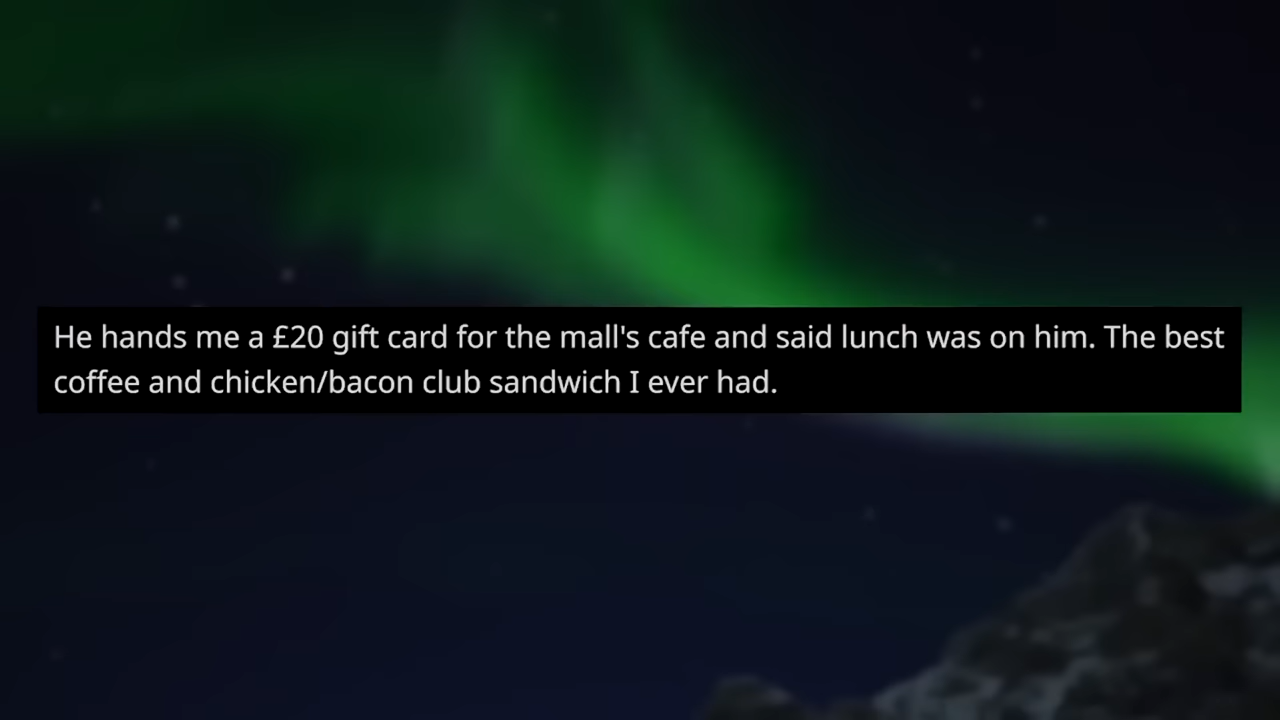 He hands me a £20 gift card for the mall's cafe and said lunch was on him. The best
coffee and chicken/bacon club sandwich I ever had.